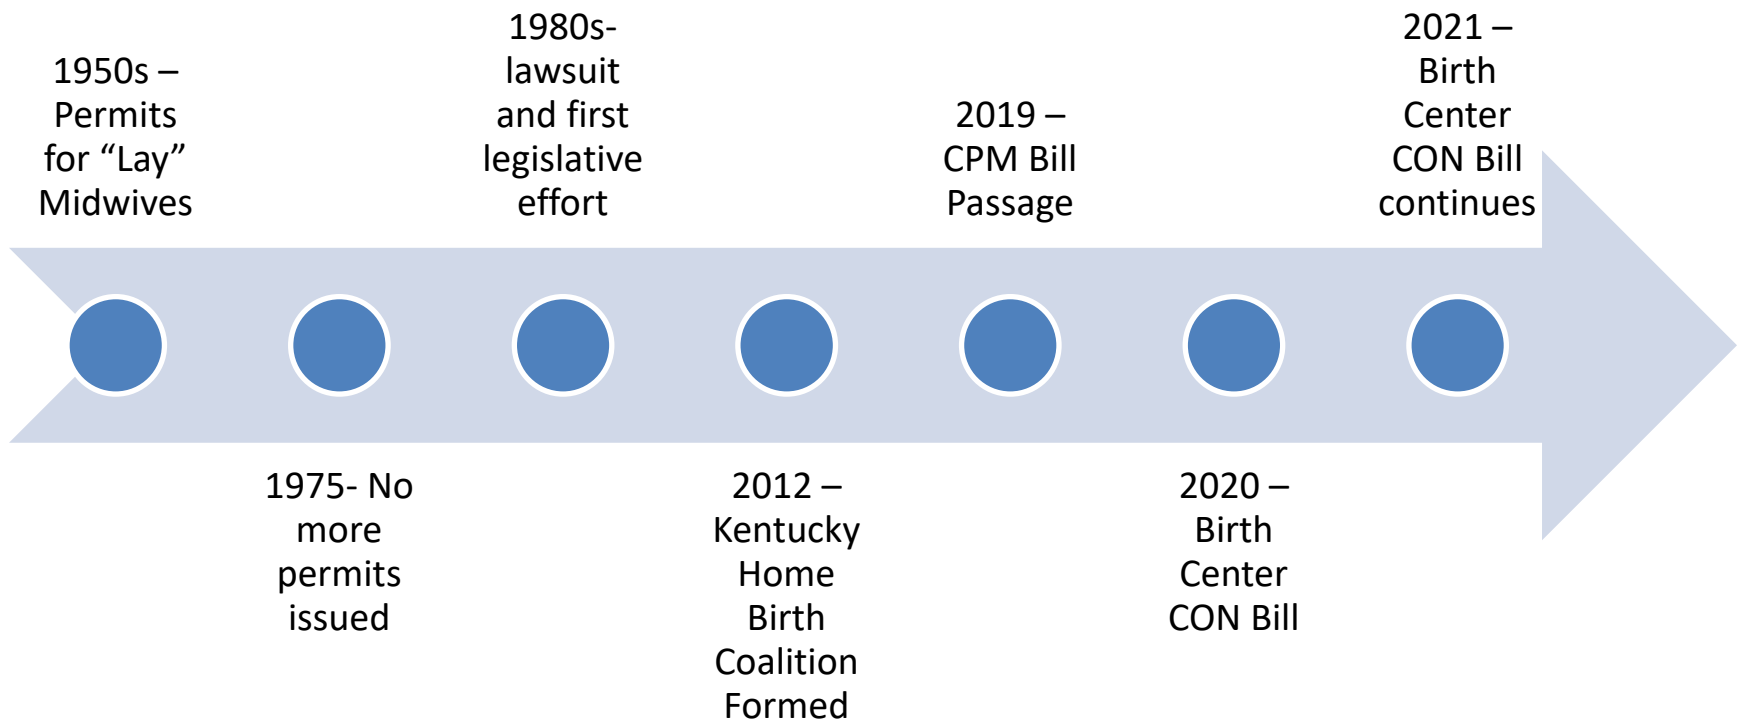 1950s –
Permits
for “Lay”
Midwives
1975- No
more
permits
issued
1980s-
lawsuit
and first
legislative
effort
2012 –
Kentucky
Home
Birth
Coalition
Formed
2019 –
CPM Bill
Passage
2020 –
Birth
Center
CON Bill
2021 –
Birth
Center
CON Bill
continues